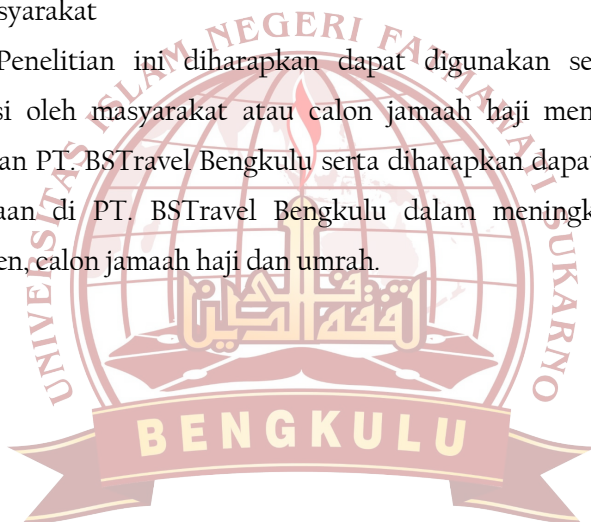 syarakat
Penelitian ini diharapkan dapat digunakan se
si oleh masyarakat atau calon jamaah haji men
an PT. BSTravel Bengkulu serta diharapkan dapat
aan di PT. BSTravel Bengkulu dalam meningk
en, calon jamaah haji dan umrah.
UNIVERSITAS ISLAM NEGERI FATMAWATI SUKARNO
BENGKULU